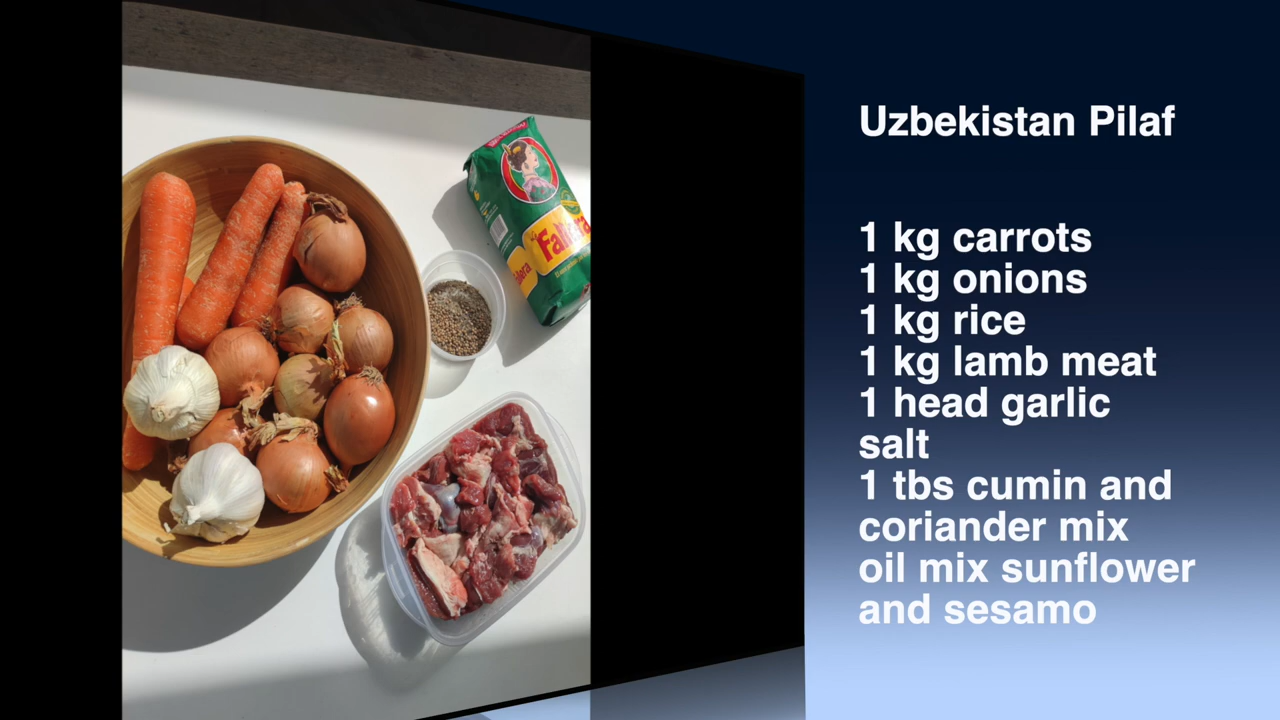 Uzbekistan Pilaf
1 kg carrots
1 kg onions
1 kg rice
1 kg lamb meat
1 head garlic
salt
1 tbs cumin and
coriander mix
oil mix sunflower
and sesamo